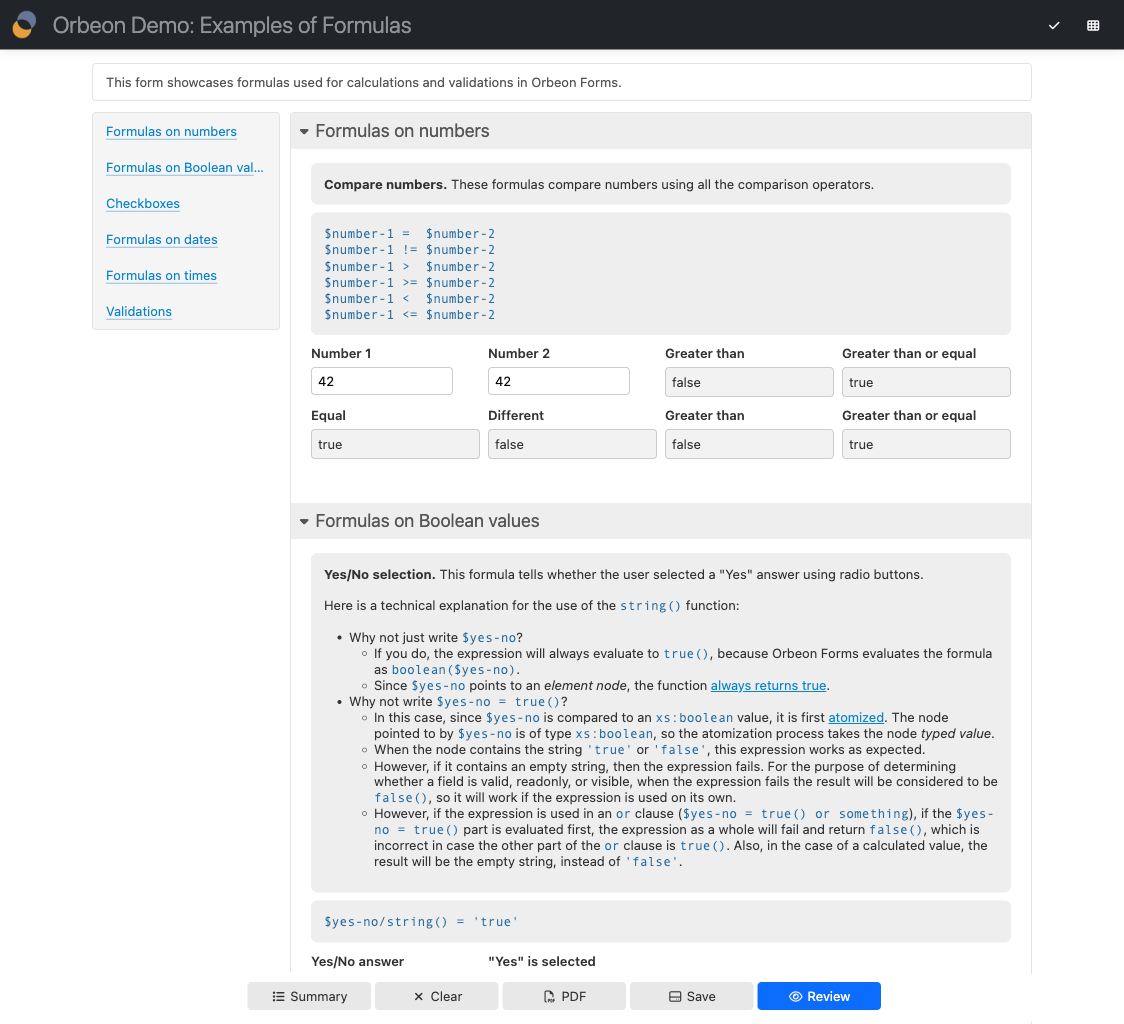 Orbeon Demo: Examples of Formulas
This form showcases formulas used for calculations and validations in Orbeon Forms.
Formulas on numbers
Formulas on Boolean val...
Checkboxes
Formulas on dates
Formulas on times
Validations
Formulas on numbers
Compare numbers. These formulas compare numbers using all the comparison operators.
$number-1 =  $number-2
$number-1 != $number-2
$number-1 >  $number-2
$number-1 >= $number-2
$number-1 <  $number-2
$number-1 <= $number-2
Number 1 Number 2 Greater than Greater than or equal
42 42 false true
Equal Different Greater than Greater than or equal
true false false true
Formulas on Boolean values
Yes/No selection. This formula tells whether the user selected a "Yes" answer using radio buttons.
Here is a technical explanation for the use of the string() function:
• Why not just write $yes-no?
◦ If you do, the expression will always evaluate to true(), because Orbeon Forms evaluates the formula
as boolean($yes-no).
◦ Since $yes-no points to an element node, the function always returns true.
• Why not write $yes-no = true()?
◦ In this case, since $yes-no is compared to an xs:boolean value, it is first atomized. The node
pointed to by $yes-no is of type xs:boolean, so the atomization process takes the node typed value.
◦ When the node contains the string 'true' or 'false', this expression works as expected.
◦ However, if it contains an empty string, then the expression fails. For the purpose of determining
whether a field is valid, readonly, or visible, when the expression fails the result will be considered to be
false(), so it will work if the expression is used on its own.
◦ However, if the expression is used in an or clause ($yes-no = true() or something), if the $yes-
no = true() part is evaluated first, the expression as a whole will fail and return false(), which is
incorrect in case the other part of the or clause is true(). Also, in the case of a calculated value, the
result will be the empty string, instead of 'false'.
$yes-no/string() = 'true'
Yes/No answer "Yes" is selected
Summary Clear PDF Save Review